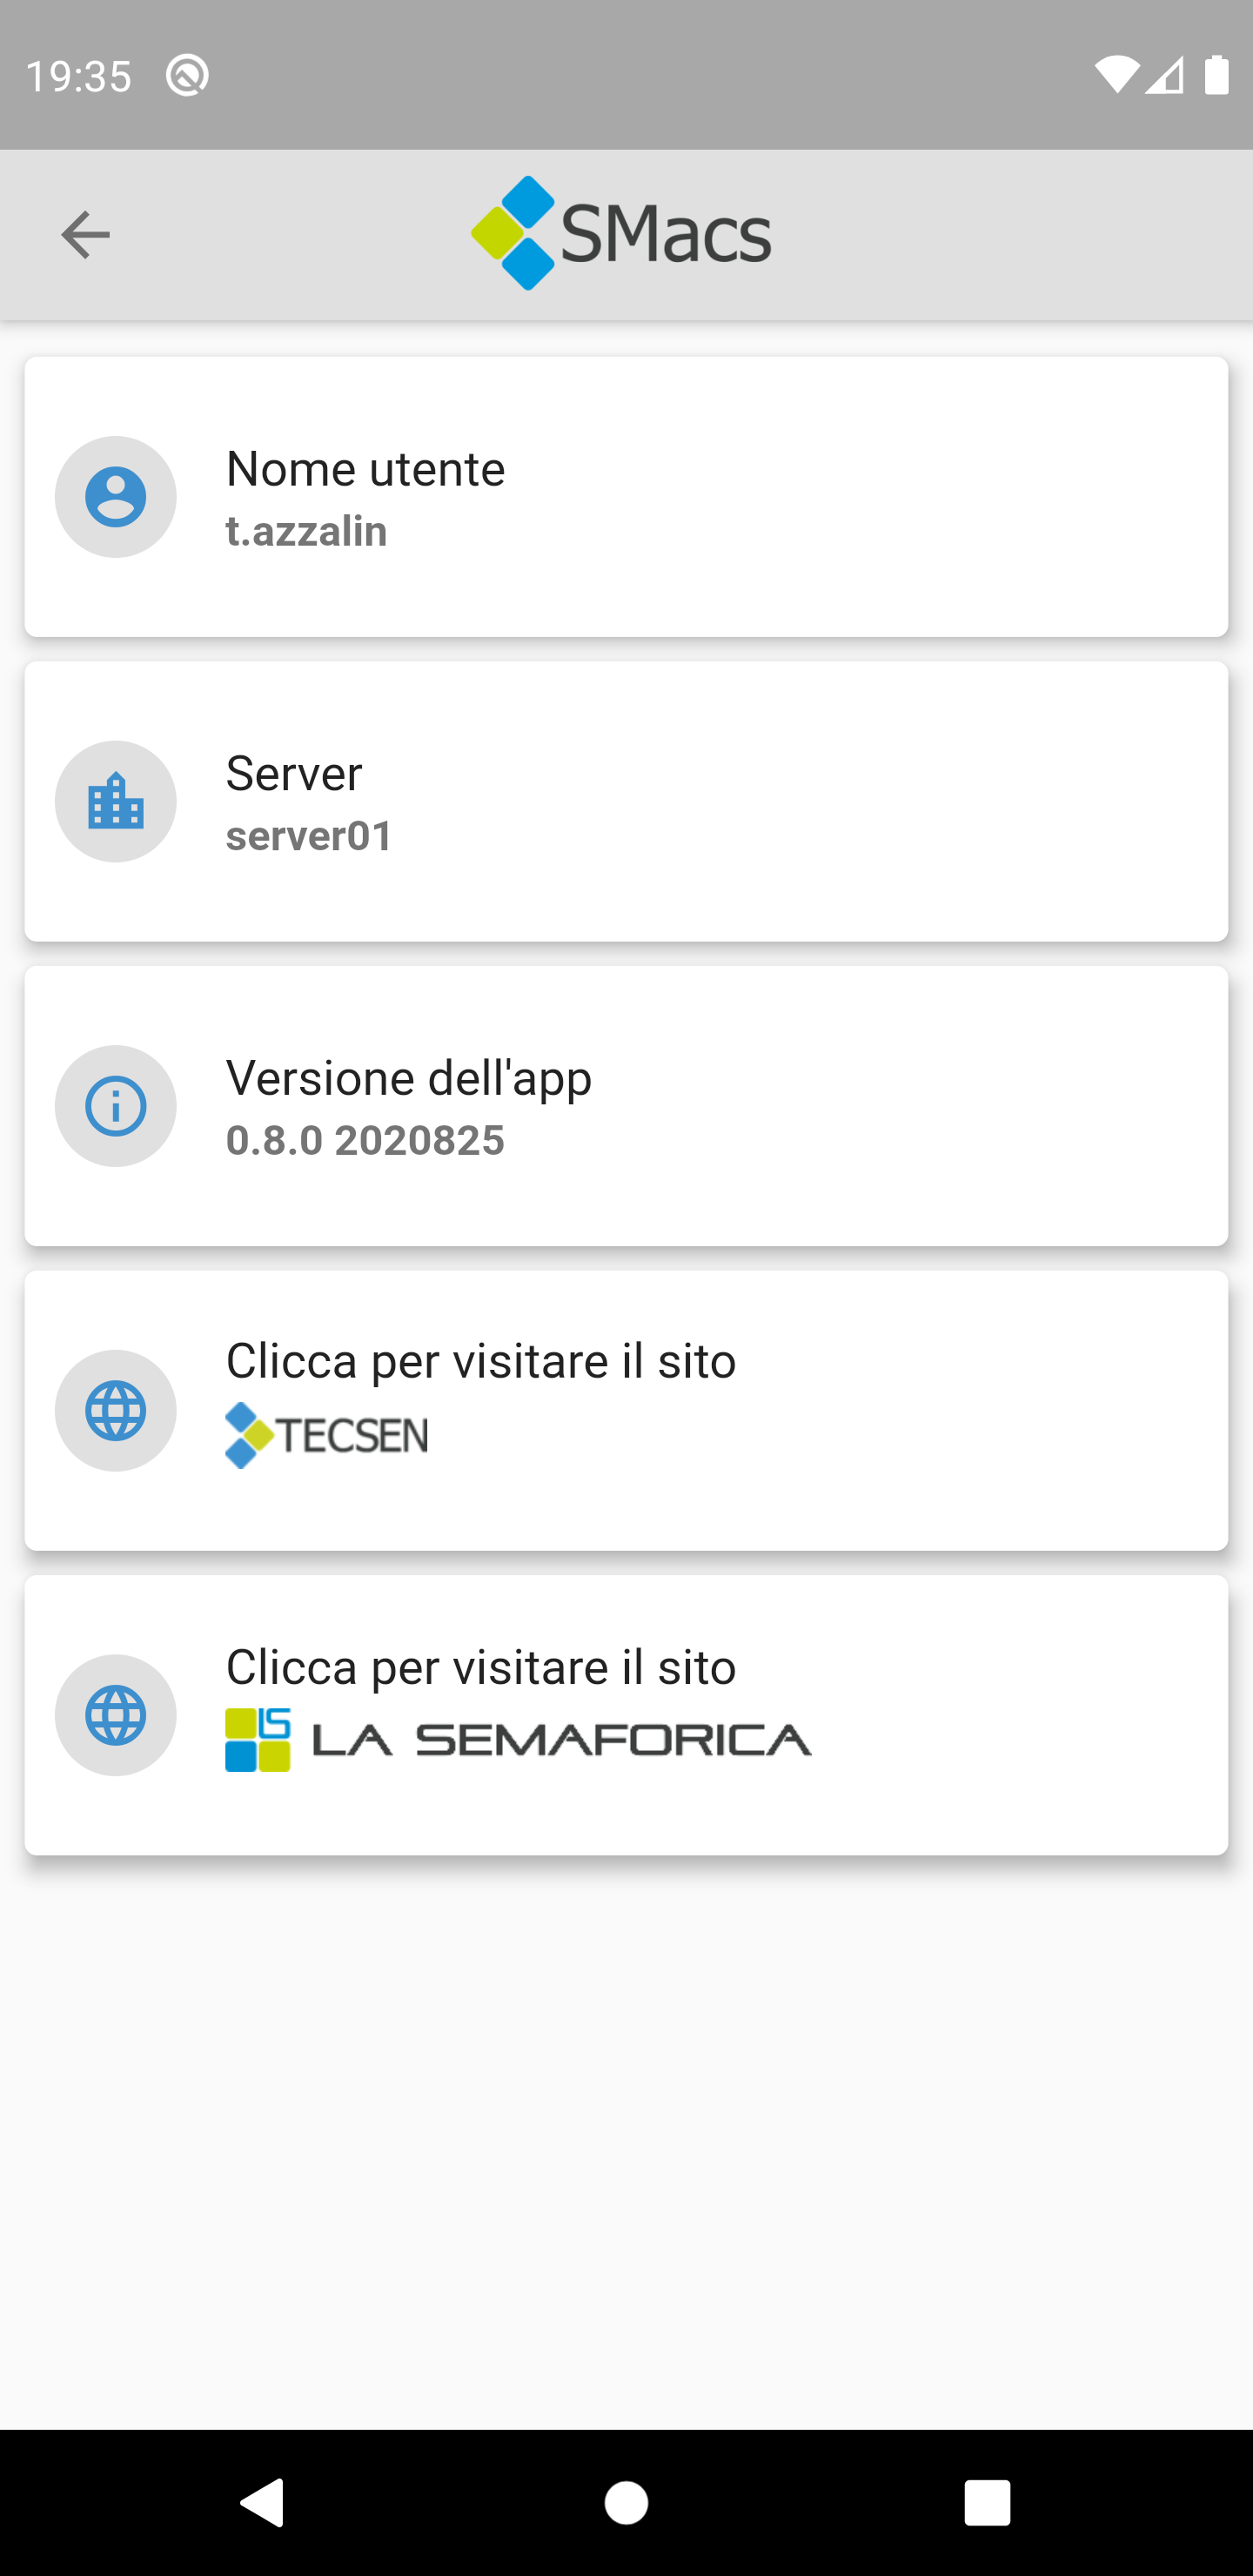 19:35
SMacs
Nome utente
t.azzalin
Server
server01
Versione dell'app
0.8.0 2020825
Clicca per visitare il sito
TECSEN
Clicca per visitare il sito
LS LA SEMAFORICA